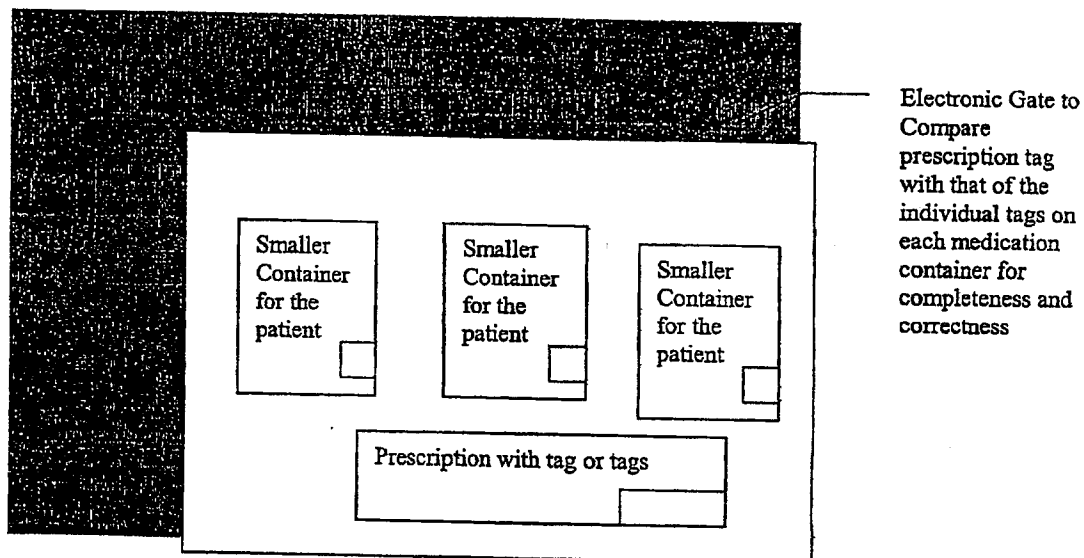 Electronic Gate to
Compare
prescription tag
with that of the
individual tags on
each medication
container for
completeness and
correctness
Smaller
Container
for the
patient
Smaller
Container
for the
patient
Smaller
Container
for the
patient
Prescription with tag or tags